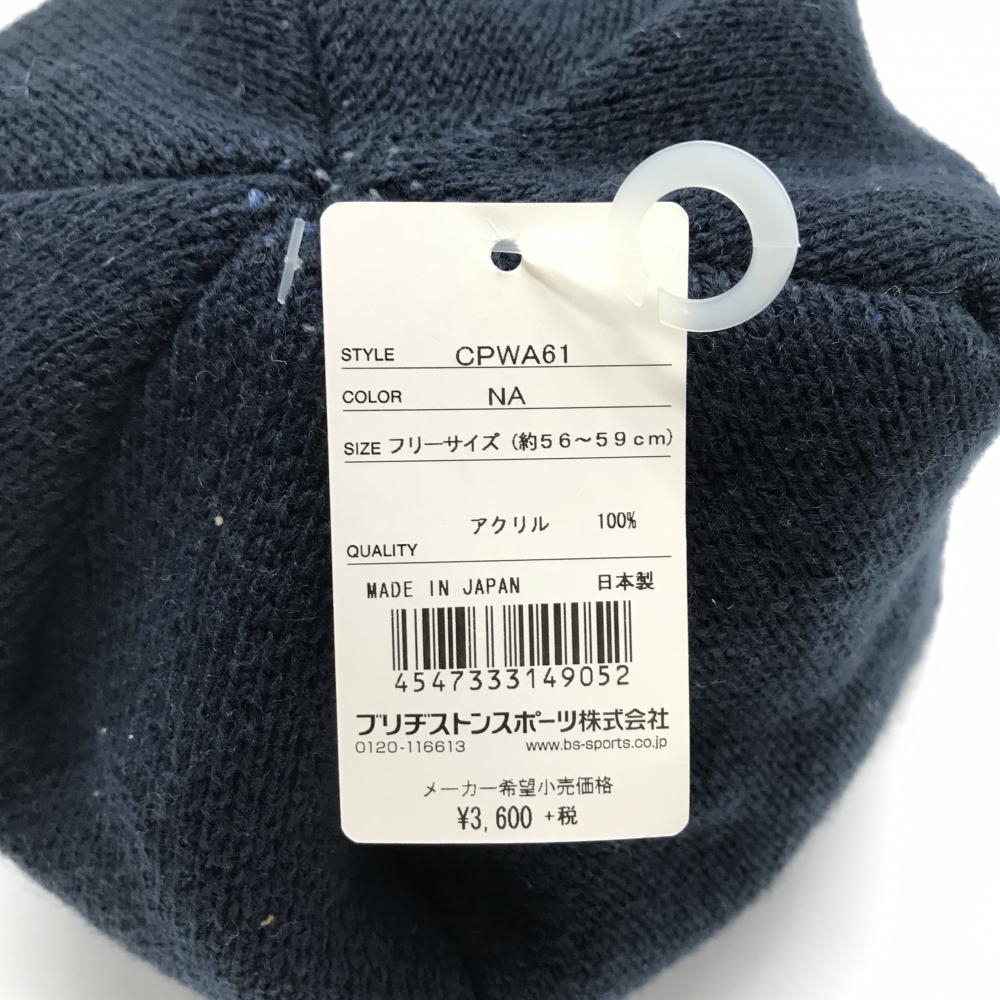 STYLE CPWA61
COLOR NA
SIZE フリーサイズ（約５６～５９ｃｍ）
アクリル 100%
QUALITY
MADE IN JAPAN 日本製
4547333149052
ブリヂストンスポーツ株式会社
0120-116613 www.bs-sports.co.jp
メーカー希望小売価格
¥3,600 +税